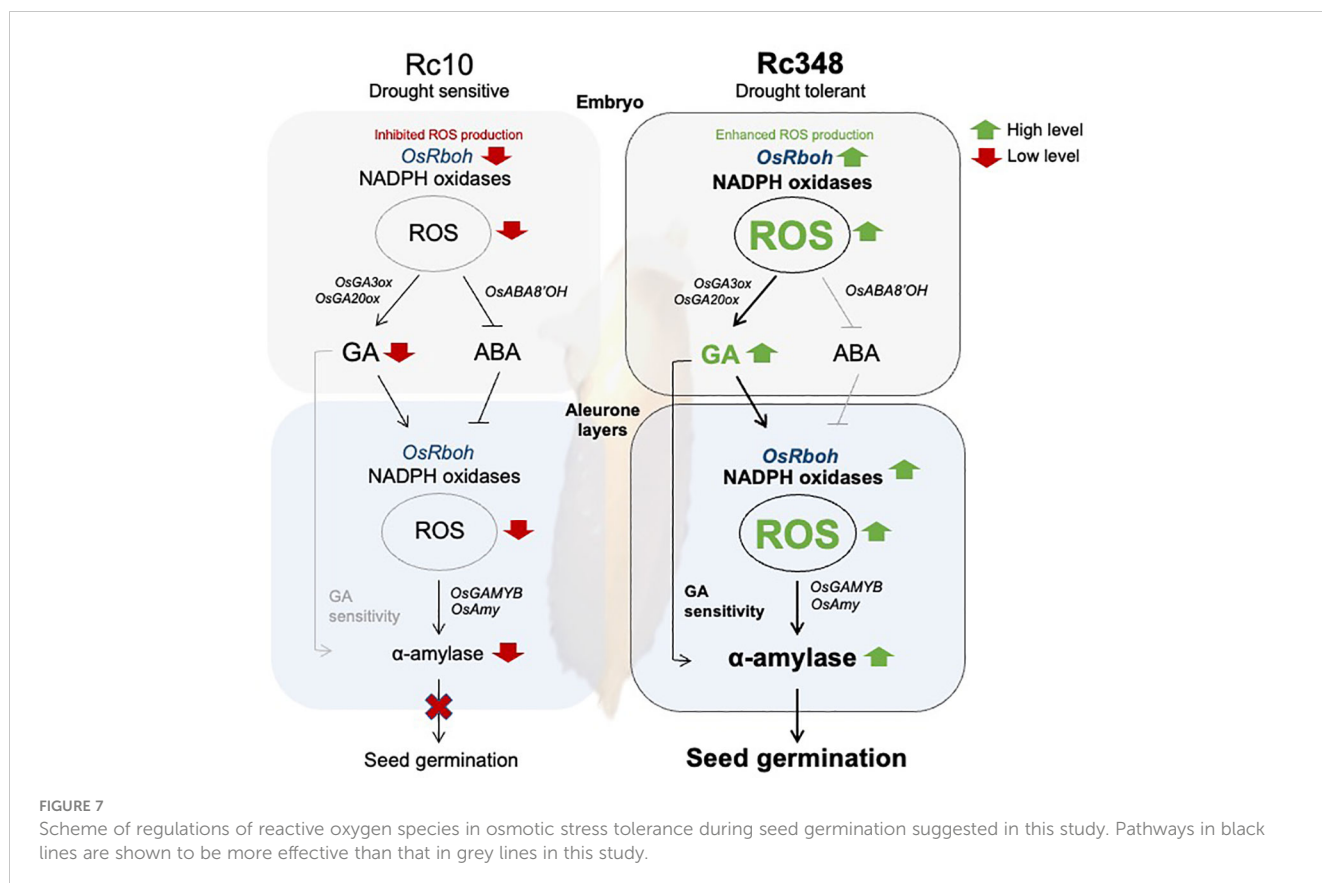 Rc10
Drought sensitive
Embryo
Inhibited ROS production
OsRboh
NADPH oxidases
ROS
OsGA3ox
OsGA20ox
OsABA8'OH
GA
ABA
Aleurone
layers
OsRboh
NADPH oxidases
ROS
GA
sensitivity
OsGAMYB
OsAmy
α-amylase
Seed germination
Rc348
Drought tolerant
Enhanced ROS production
OsRboh
NADPH oxidases
ROS
OsGA3ox
OsGA20ox
OsABA8'OH
GA
ABA
OsRboh
NADPH oxidases
ROS
GA
sensitivity
OsGAMYB
OsAmy
α-amylase
Seed germination
High level
Low level
FIGURE 7
Scheme of regulations of reactive oxygen species in osmotic stress tolerance during seed germination suggested in this study. Pathways in black
lines are shown to be more effective than that in grey lines in this study.